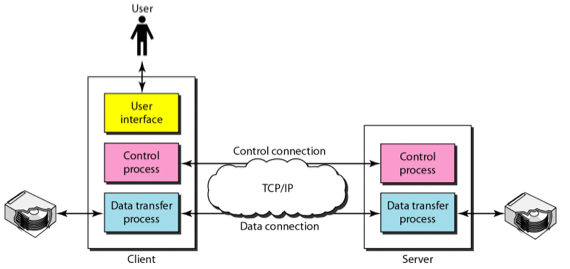 User
User
interface
Control
process
Data transfer
process
Client
Control connection
TCP/IP
Data connection
Control
process
Data transfer
process
Server